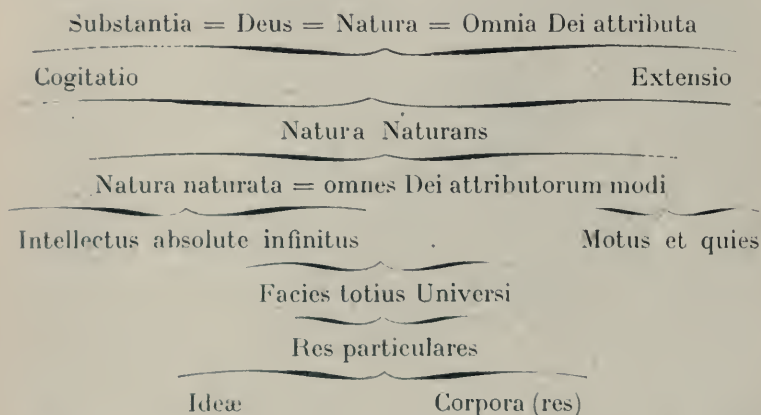 Substantia = Deus = Natura = Omnia Dei attributa
Cogitatio Extensio
Natura Naturans
Natura naturata = omnes Dei attributorum modi
Intellectus absolute infinitus Motus et quies
Facies totius Universi
Res particulares
Ideæ Corpora (res)